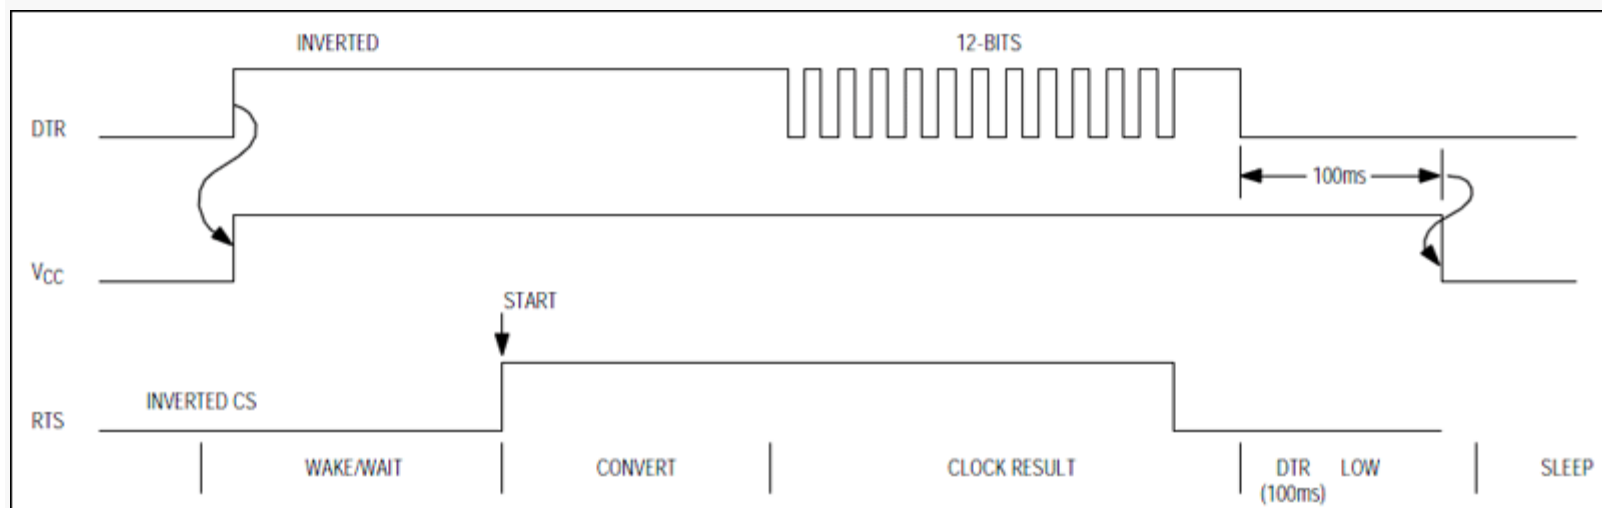 INVERTED
12-BITS
DTR
100ms
VCC
START
INVERTED CS
RTS
WAKE/WAIT
CONVERT
CLOCK RESULT
DTR LOW
(100ms)
SLEEP